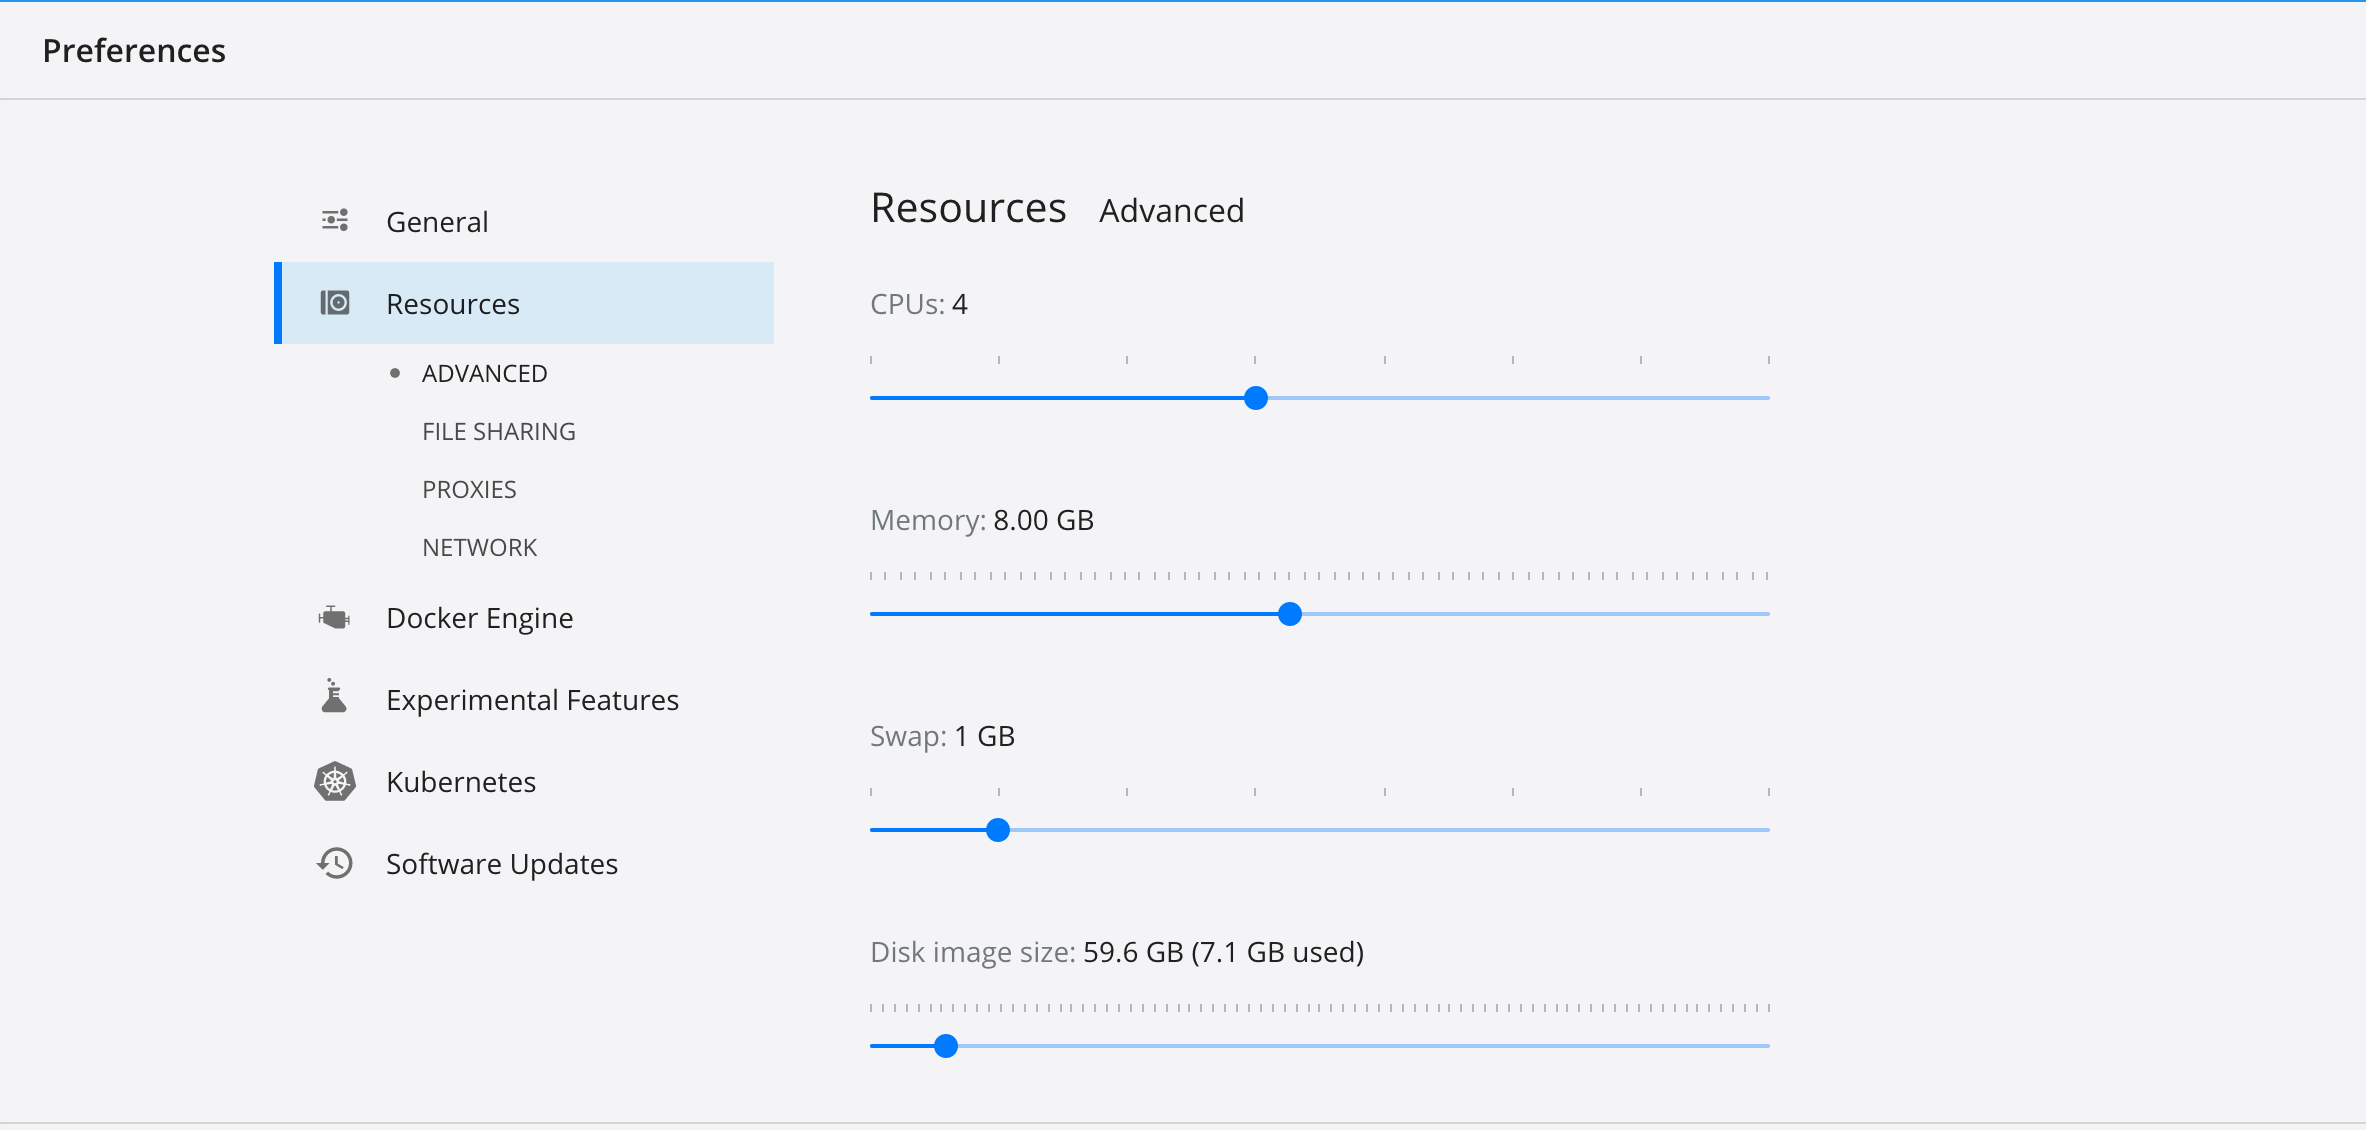 Preferences
General
Resources
ADVANCED
FILE SHARING
PROXIES
NETWORK
Docker Engine
Experimental Features
Kubernetes
Software Updates
Resources Advanced
CPUs: 4
Memory: 8.00 GB
Swap: 1 GB
Disk image size: 59.6 GB (7.1 GB used)